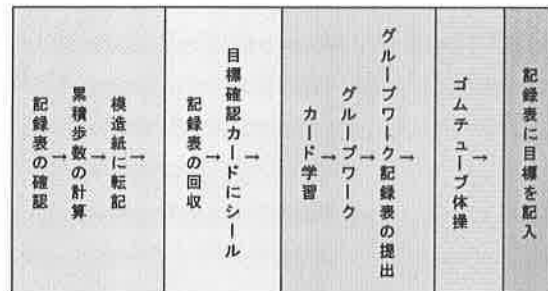 記録表の確認
→
累積歩数の計算
→
模造紙に転記
→
記録表の回収
→
目標確認カードにシール
→
カード学習
→
グループワーク
→
グループワーク記録表の提出
→
ゴムチューブ体操
→
記録表に目標を記入